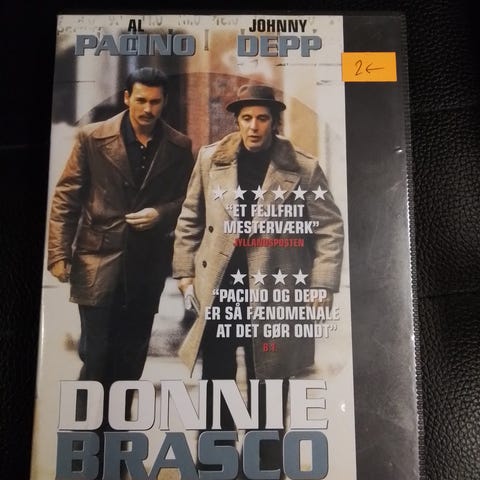 AL
PACINO
JOHNNY
DEPP
2€
★★★★★★
"ET FEJLFRIT
MESTERVÆRK"
JYLLANDSPOSTEN
★★★★
"PACINO OG DEPP
ER SÅ FÆNOMENALE
AT DET GØR ONDT"
B.T.
DONNIE
BRASCO